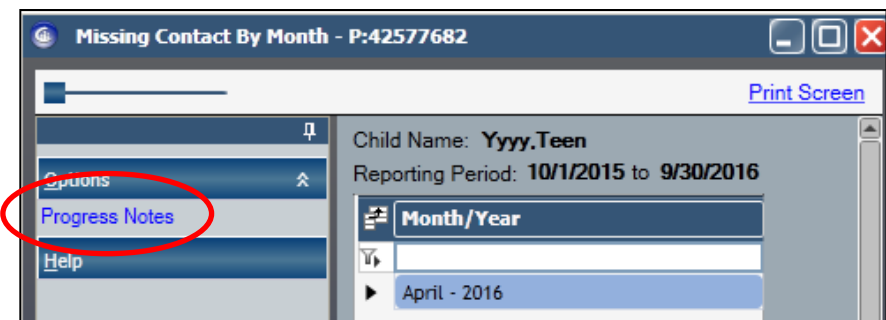 Missing Contact By Month - P:42577682
Print Screen
Child Name: Yyyy,Teen
Reporting Period: 10/1/2015 to 9/30/2016
Options
Progress Notes
Help
Month/Year
April - 2016